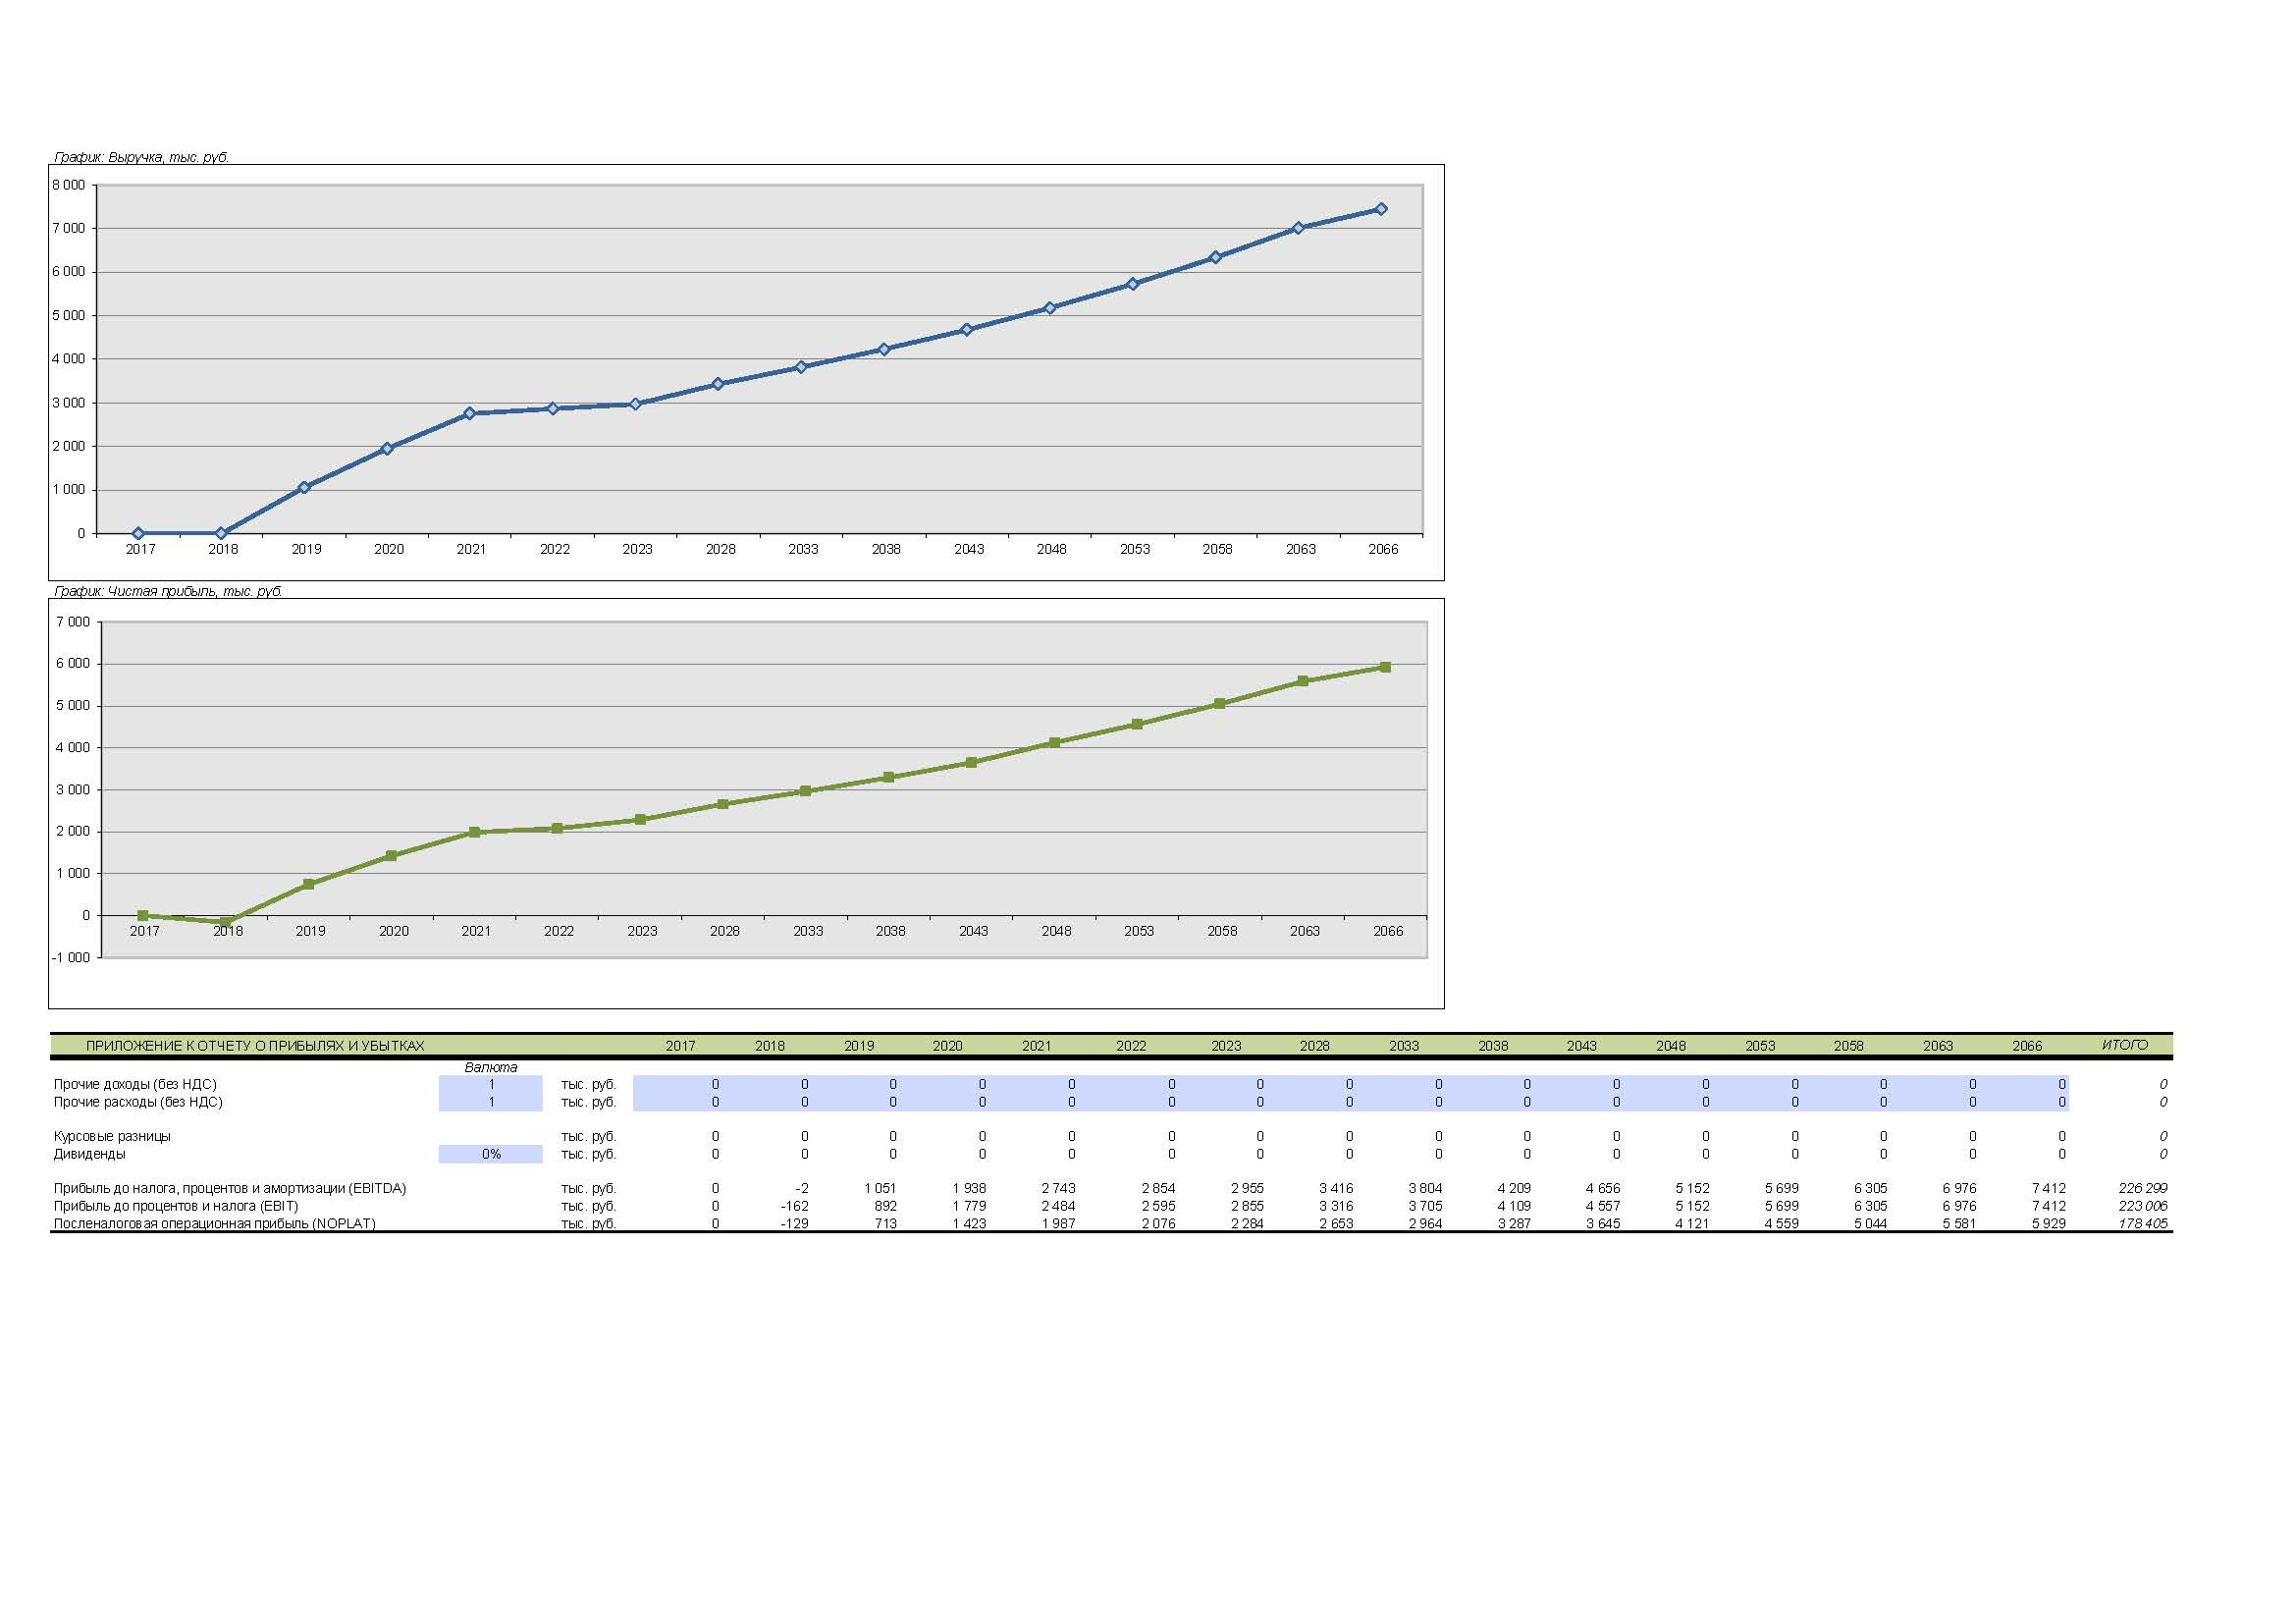 График: Выручка, тыс. руб.
8 000
7 000
6 000
5 000
4 000
3 000
2 000
1 000
0
2017 2018 2019 2020 2021 2022 2023 2028 2033 2038 2043 2048 2053 2058 2063 2066
График: Чистая прибыль, тыс. руб.
7 000
6 000
5 000
4 000
3 000
2 000
1 000
0
2017 2018 2019 2020 2021 2022 2023 2028 2033 2038 2043 2048 2053 2058 2063 2066
-1 000
ПРИЛОЖЕНИЕ К ОТЧЕТУ О ПРИБЫЛЯХ И УБЫТКАХ 2017 2018 2019 2020 2021 2022 2023 2028 2033 2038 2043 2048 2053 2058 2063 2066 ИТОГО
Валюта
Прочие доходы (без НДС) 1 тыс. руб. 0 0 0 0 0 0 0 0 0 0 0 0 0 0 0 0 0
Прочие расходы (без НДС) 1 тыс. руб. 0 0 0 0 0 0 0 0 0 0 0 0 0 0 0 0 0
Курсовые разницы тыс. руб. 0 0 0 0 0 0 0 0 0 0 0 0 0 0 0 0 0
Дивиденды 0% тыс. руб. 0 0 0 0 0 0 0 0 0 0 0 0 0 0 0 0 0
Прибыль до налога, процентов и амортизации (EBITDA) тыс. руб. 0 -2 1 051 1 938 2 743 2 854 2 955 3 416 3 804 4 209 4 656 5 152 5 699 6 305 6 976 7 412 226 299
Прибыль до процентов и налога (EBIT) тыс. руб. 0 -162 892 1 779 2 484 2 595 2 855 3 316 3 705 4 109 4 557 5 152 5 699 6 305 6 976 7 412 223 006
Посленалоговая операционная прибыль (NOPLAT) тыс. руб. 0 -129 713 1 423 1 987 2 076 2 284 2 653 2 964 3 287 3 645 4 121 4 559 5 044 5 581 5 929 178 405